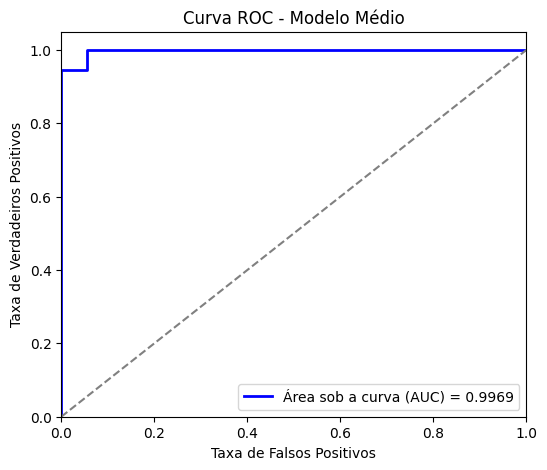 Curva ROC - Modelo Médio
Taxa de Verdadeiros Positivos
1.0
0.8
0.6
0.4
0.2
0.0
Área sob a curva (AUC) = 0.9969
0.0 0.2 0.4 0.6 0.8 1.0
Taxa de Falsos Positivos